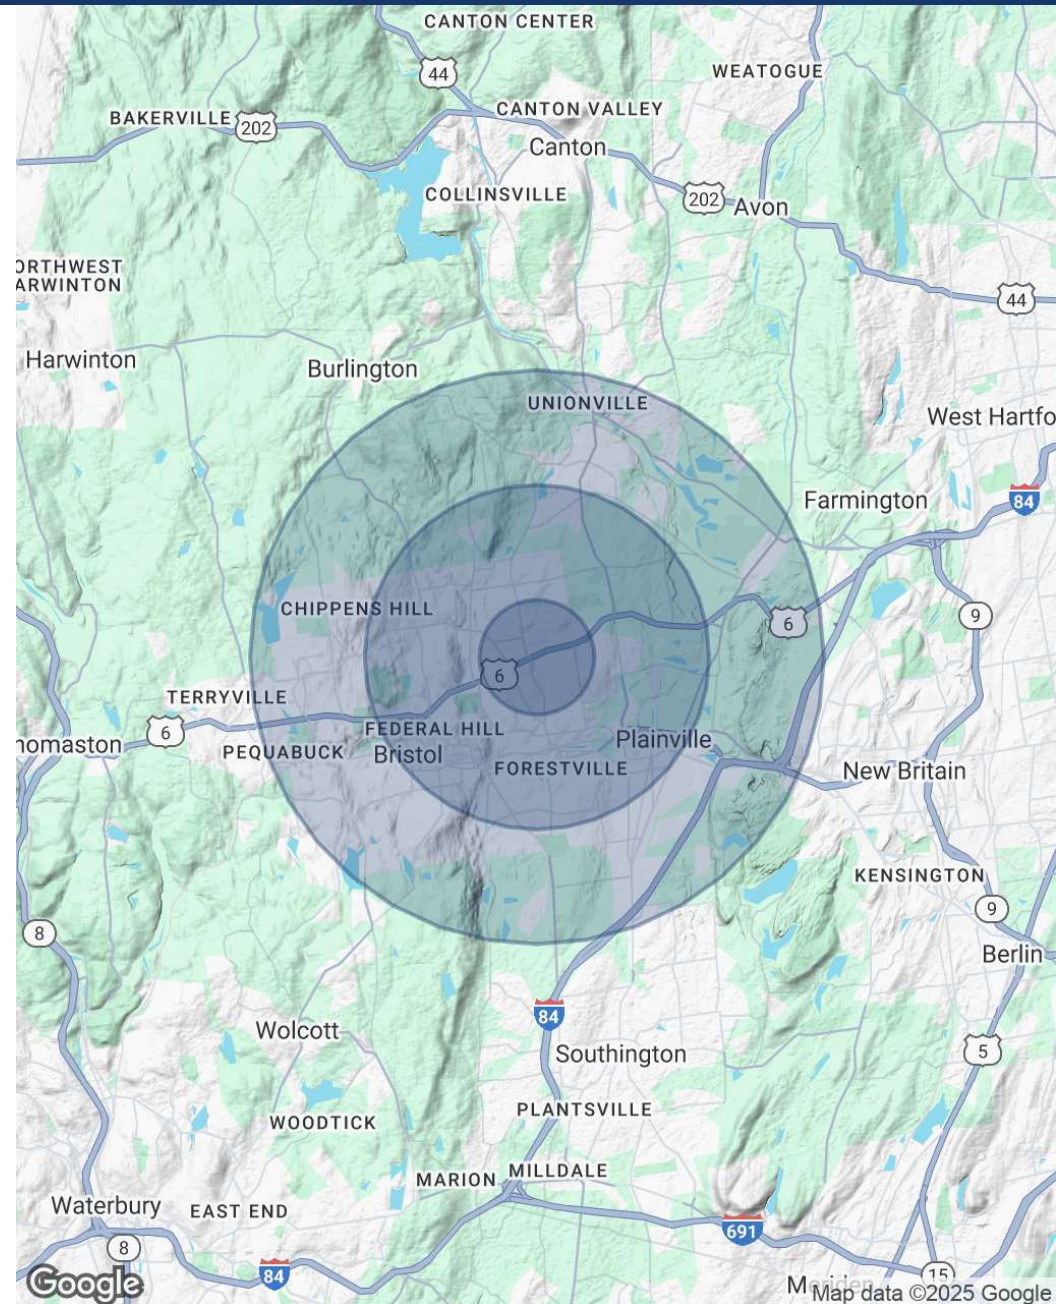 CANTON CENTER
44
WEATOGUE
BAKERVILLE
202
CANTON VALLEY
Canton
COLLINSVILLE
202
Avon
ORTHWEST
ARWINTON
44
Harwinton
Burlington
UNIONVILLE
West Hartfo
Farmington
84
CHIPPENS HILL
6
9
6
TERRYVILLE
6
FEDERAL HILL
homaston
PEQUABUCK
Bristol
Plainville
FORESTVILLE
New Britain
KENSINGTON
9
8
Berlin
84
Wolcott
Southington
5
PLANTSVILLE
WOODTICK
MARION
MILLDALE
Waterbury
EAST END
691
8
84
15
Google
Map data ©2025 Google